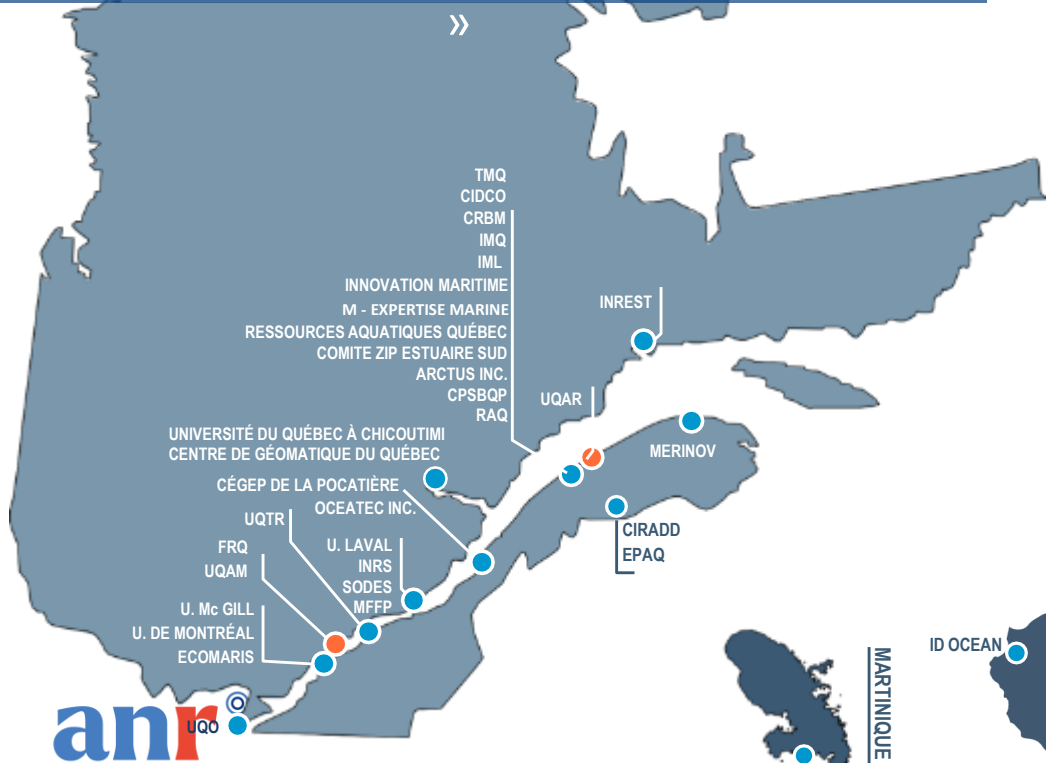 »
TMQ
CIDCO
CRBM
IMQ
IML
INNOVATION MARITIME
M - EXPERTISE MARINE
RESSOURCES AQUATIQUES QUÉBEC
COMITE ZIP ESTUAIRE SUD
ARCTUS INC.
CPSBQP
RAQ
INREST
UQAR
MERINOV
UNIVERSITÉ DU QUÉBEC À CHICOUTIMI
CENTRE DE GÉOMATIQUE DU QUÉBEC
CÉGEP DE LA POCATIÈRE
OCEATEC INC.
CIRADD
EPAQ
UQTR
U. LAVAL
INRS
SODES
MFFP
FRQ
UQAM
U. Mc GILL
U. DE MONTRÉAL
ECOMARIS
UQO
anr
MARTINIQUE
ID OCEAN